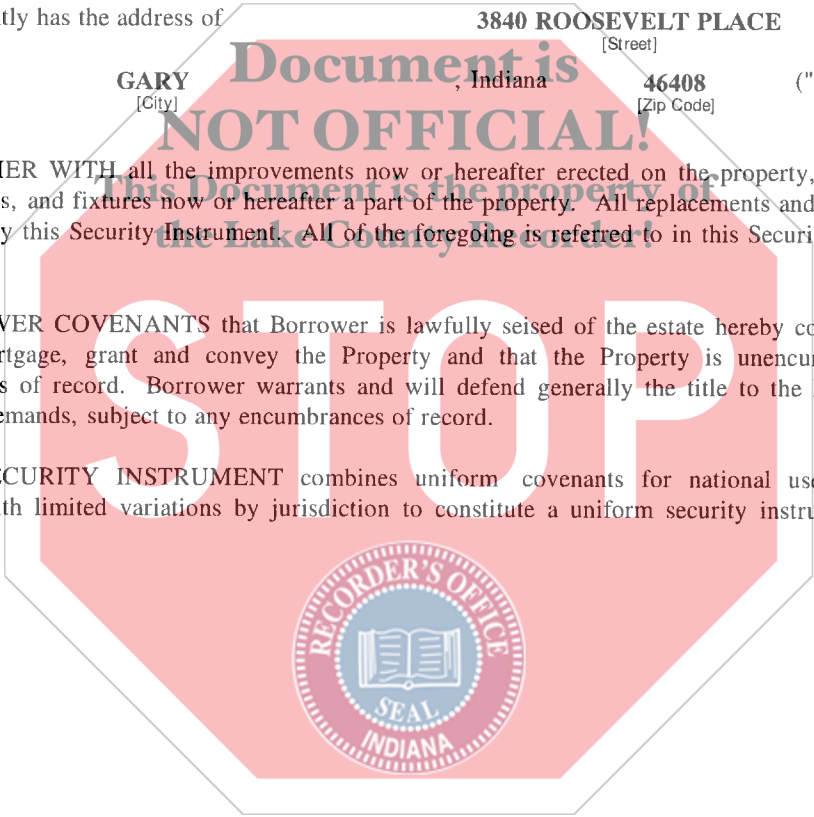 tly has the address of 3840 ROOSEVELT PLACE
[Street]
GARY , Indiana 46408 ("
[City] [Zip Code]
Document is
NOT OFFICIAL!
This Document is the property of
the Lake County Recorder!
ER WITH all the improvements now or hereafter erected on the property,
s, and fixtures now or hereafter a part of the property. All replacements and
y this Security Instrument. All of the foregoing is referred to in this Securi
VER COVENANTS that Borrower is lawfully seised of the estate hereby co
rtgage, grant and convey the Property and that the Property is unencu
s of record. Borrower warrants and will defend generally the title to the
emands, subject to any encumbrances of record.
STOP
CURITY INSTRUMENT combines uniform covenants for national us
th limited variations by jurisdiction to constitute a uniform security instru
RECORDER'S OFFICE
SEAL
INDIANA